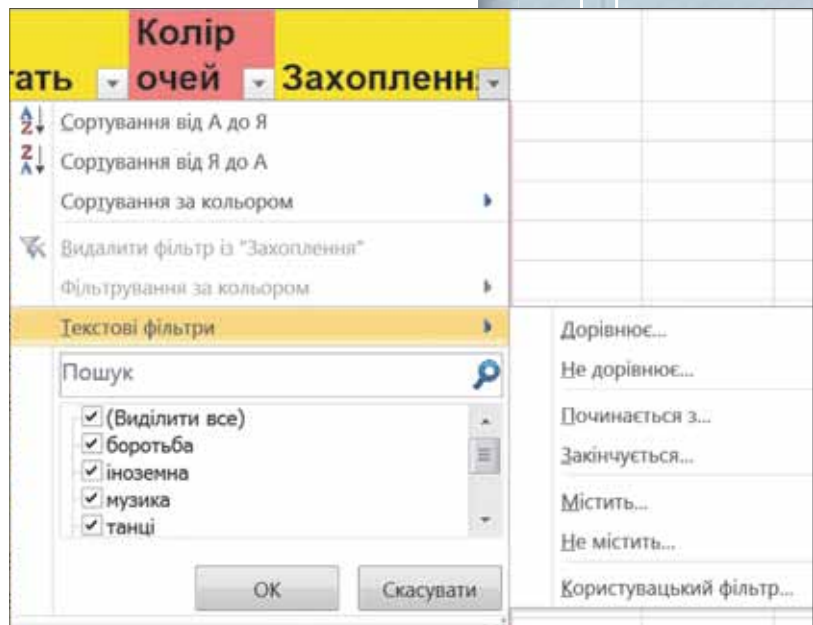 Колір
ать очей Захопленн
Сортування від А до Я
Сортування від Я до А
Сортування за кольором
Видалити фільтр із "Захоплення"
Фільтрування за кольором
Текстові фільтри
Пошук
(Виділити все)
боротьба
іноземна
музика
танці
ОК Скасувати
Дорівнює...
Не дорівнює...
Починається з...
Закінчується...
Містить...
Не містить...
Користувацький фільтр...